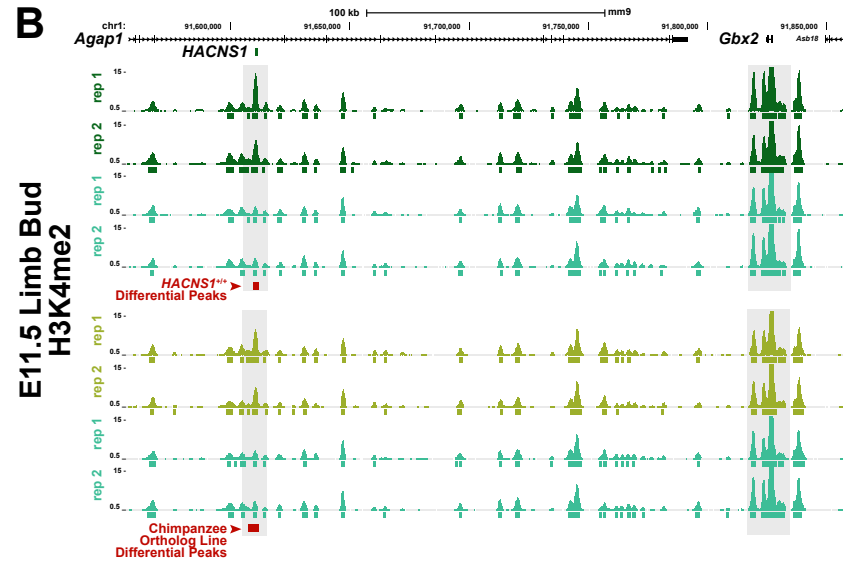 B
100 kb
mm9
chr1:
91,600,000
91,650,000
91,700,000
91,750,000
91,800,000
91,850,000
Agap1
Gbx2
Asb18
HACNS1
E11.5 Limb Bud
H3K4me2
rep 1
15
0.5
rep 2
15
0.5
rep 1
15
0.5
rep 2
15
0.5
HACNS1+/+
Differential Peaks
rep 1
15
0.5
rep 2
15
0.5
rep 1
15
0.5
rep 2
15
0.5
Chimpanzee
Ortholog Line
Differential Peaks